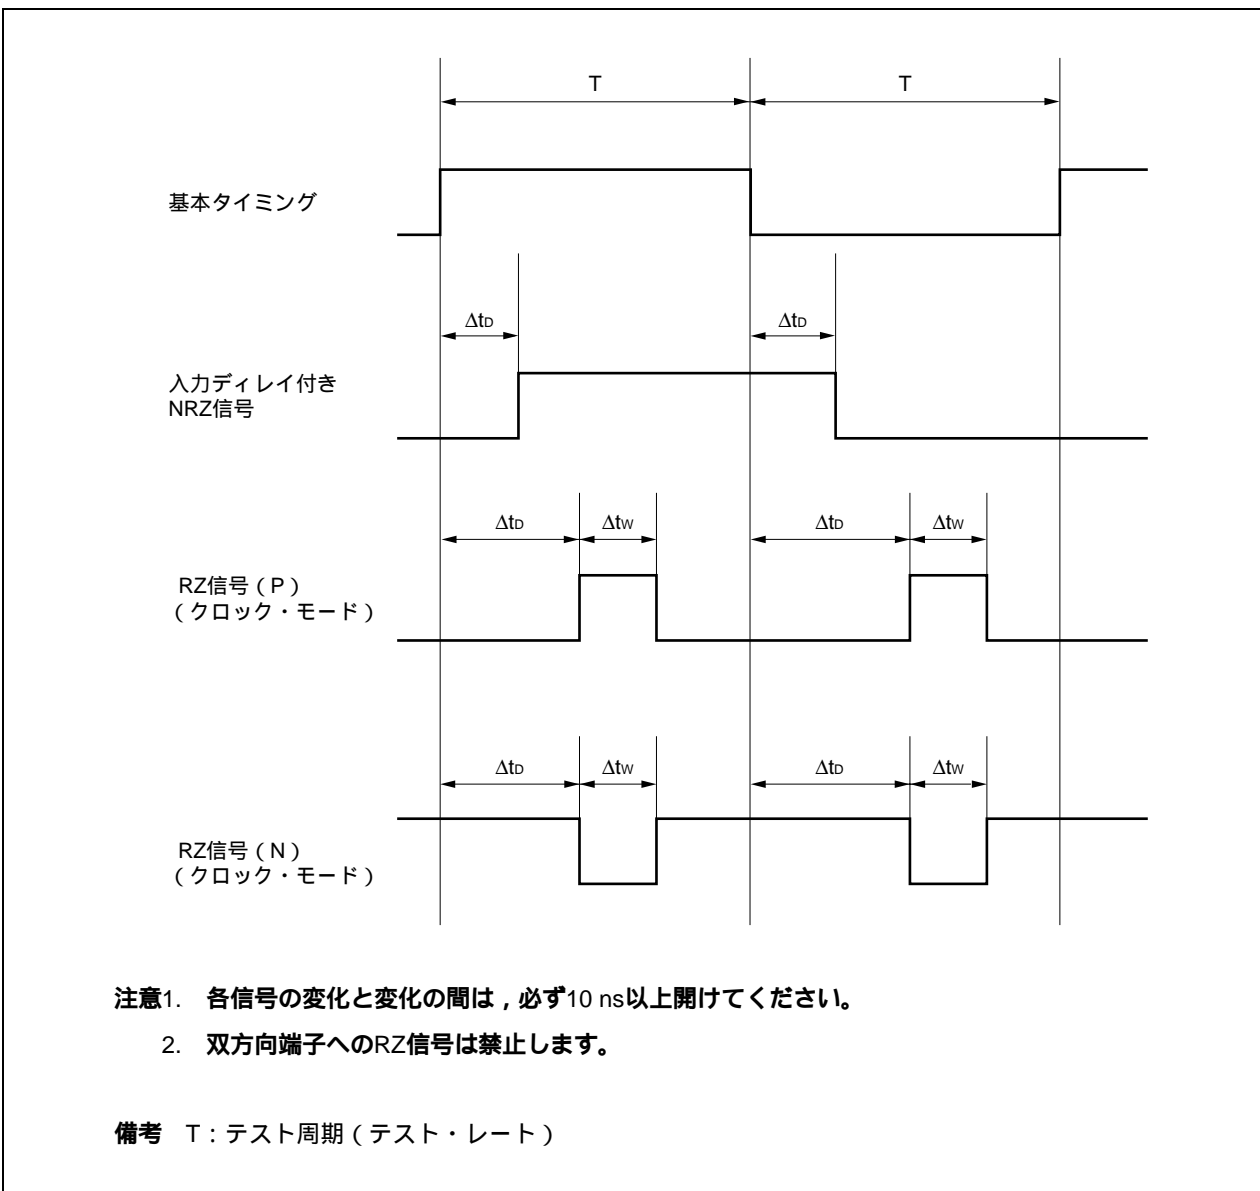 T T
基本タイミング
ΔtD ΔtD
入力ディレイ付き
NRZ信号
ΔtD ΔtW ΔtD ΔtW
RZ信号(P)
(クロック・モード)
ΔtD ΔtW ΔtD ΔtW
RZ信号(N)
(クロック・モード)
注意1. 各信号の変化と変化の間は,必ず10 ns以上開けてください。
2. 双方向端子へのRZ信号は禁止します。
備考 T:テスト周期(テスト・レート)